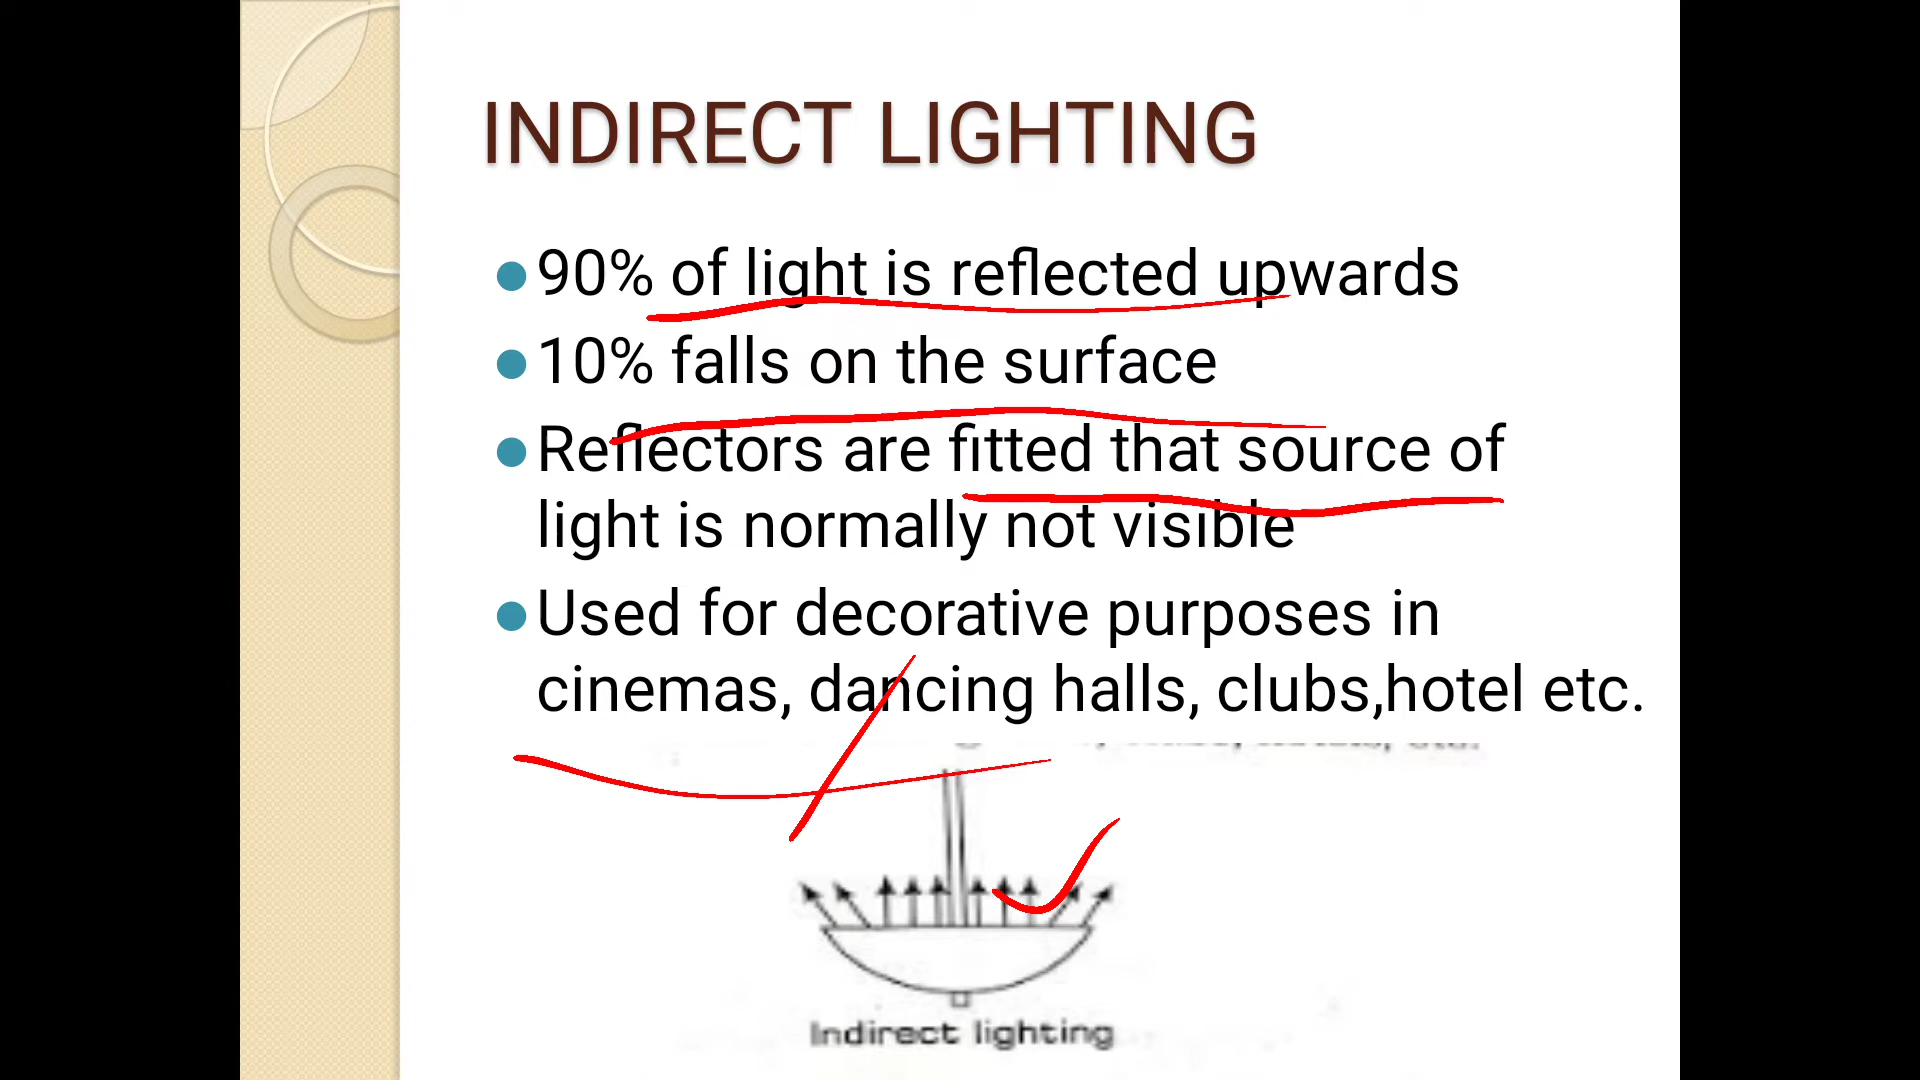 INDIRECT LIGHTING
90% of light is reflected upwards
10% falls on the surface
Reflectors are fitted that source of
light is normally not visible
Used for decorative purposes in
cinemas, dancing halls, clubs,hotel etc.
etc.
Indirect lighting